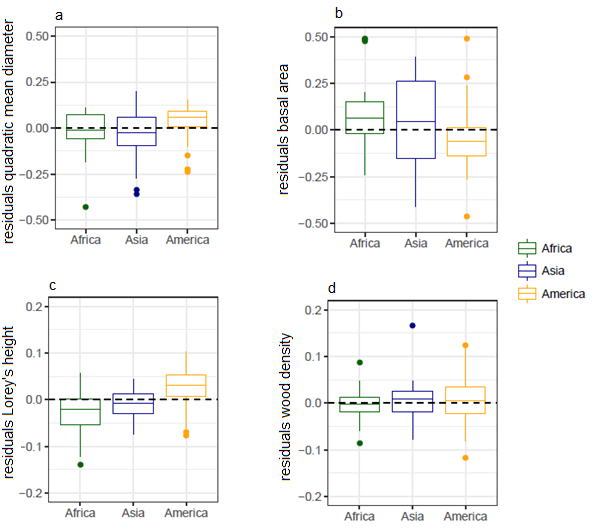 a
residuals quadratic mean diameter
0.50
0.25
0.00
−0.25
−0.50
Africa Asia America
b
residuals basal area
0.50
0.25
0.00
−0.25
−0.50
Africa Asia America
Africa
Asia
America
c
residuals Lorey's height
0.2
0.1
0.0
−0.1
−0.2
Africa Asia America
d
residuals wood density
0.2
0.1
0.0
−0.1
−0.2
Africa Asia America